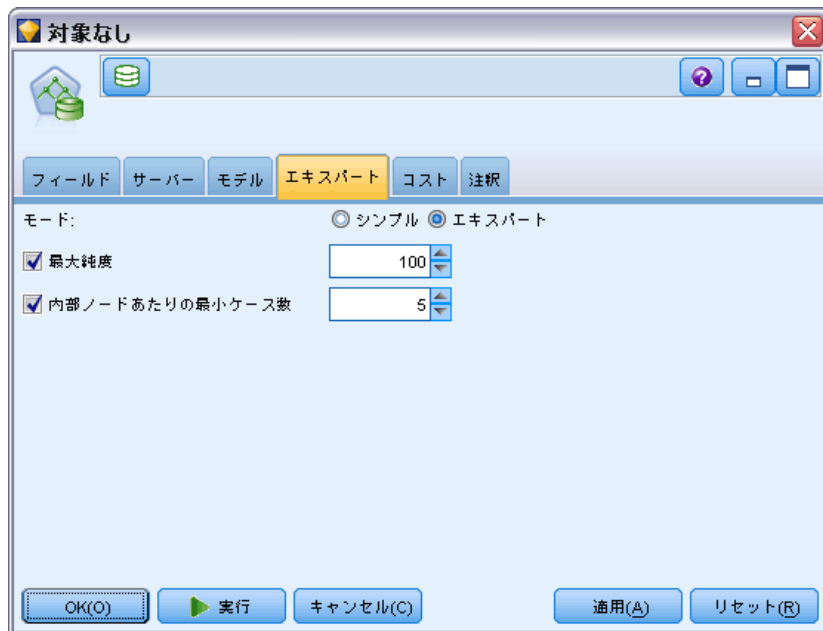 対象なし
フィールド サーバー モデル エキスパート コスト 注釈
モード: シンプル エキスパート
最大純度 100
内部ノードあたりの最小ケース数 5
OK(O) 実行 キャンセル(C) 適用(A) リセット(R)